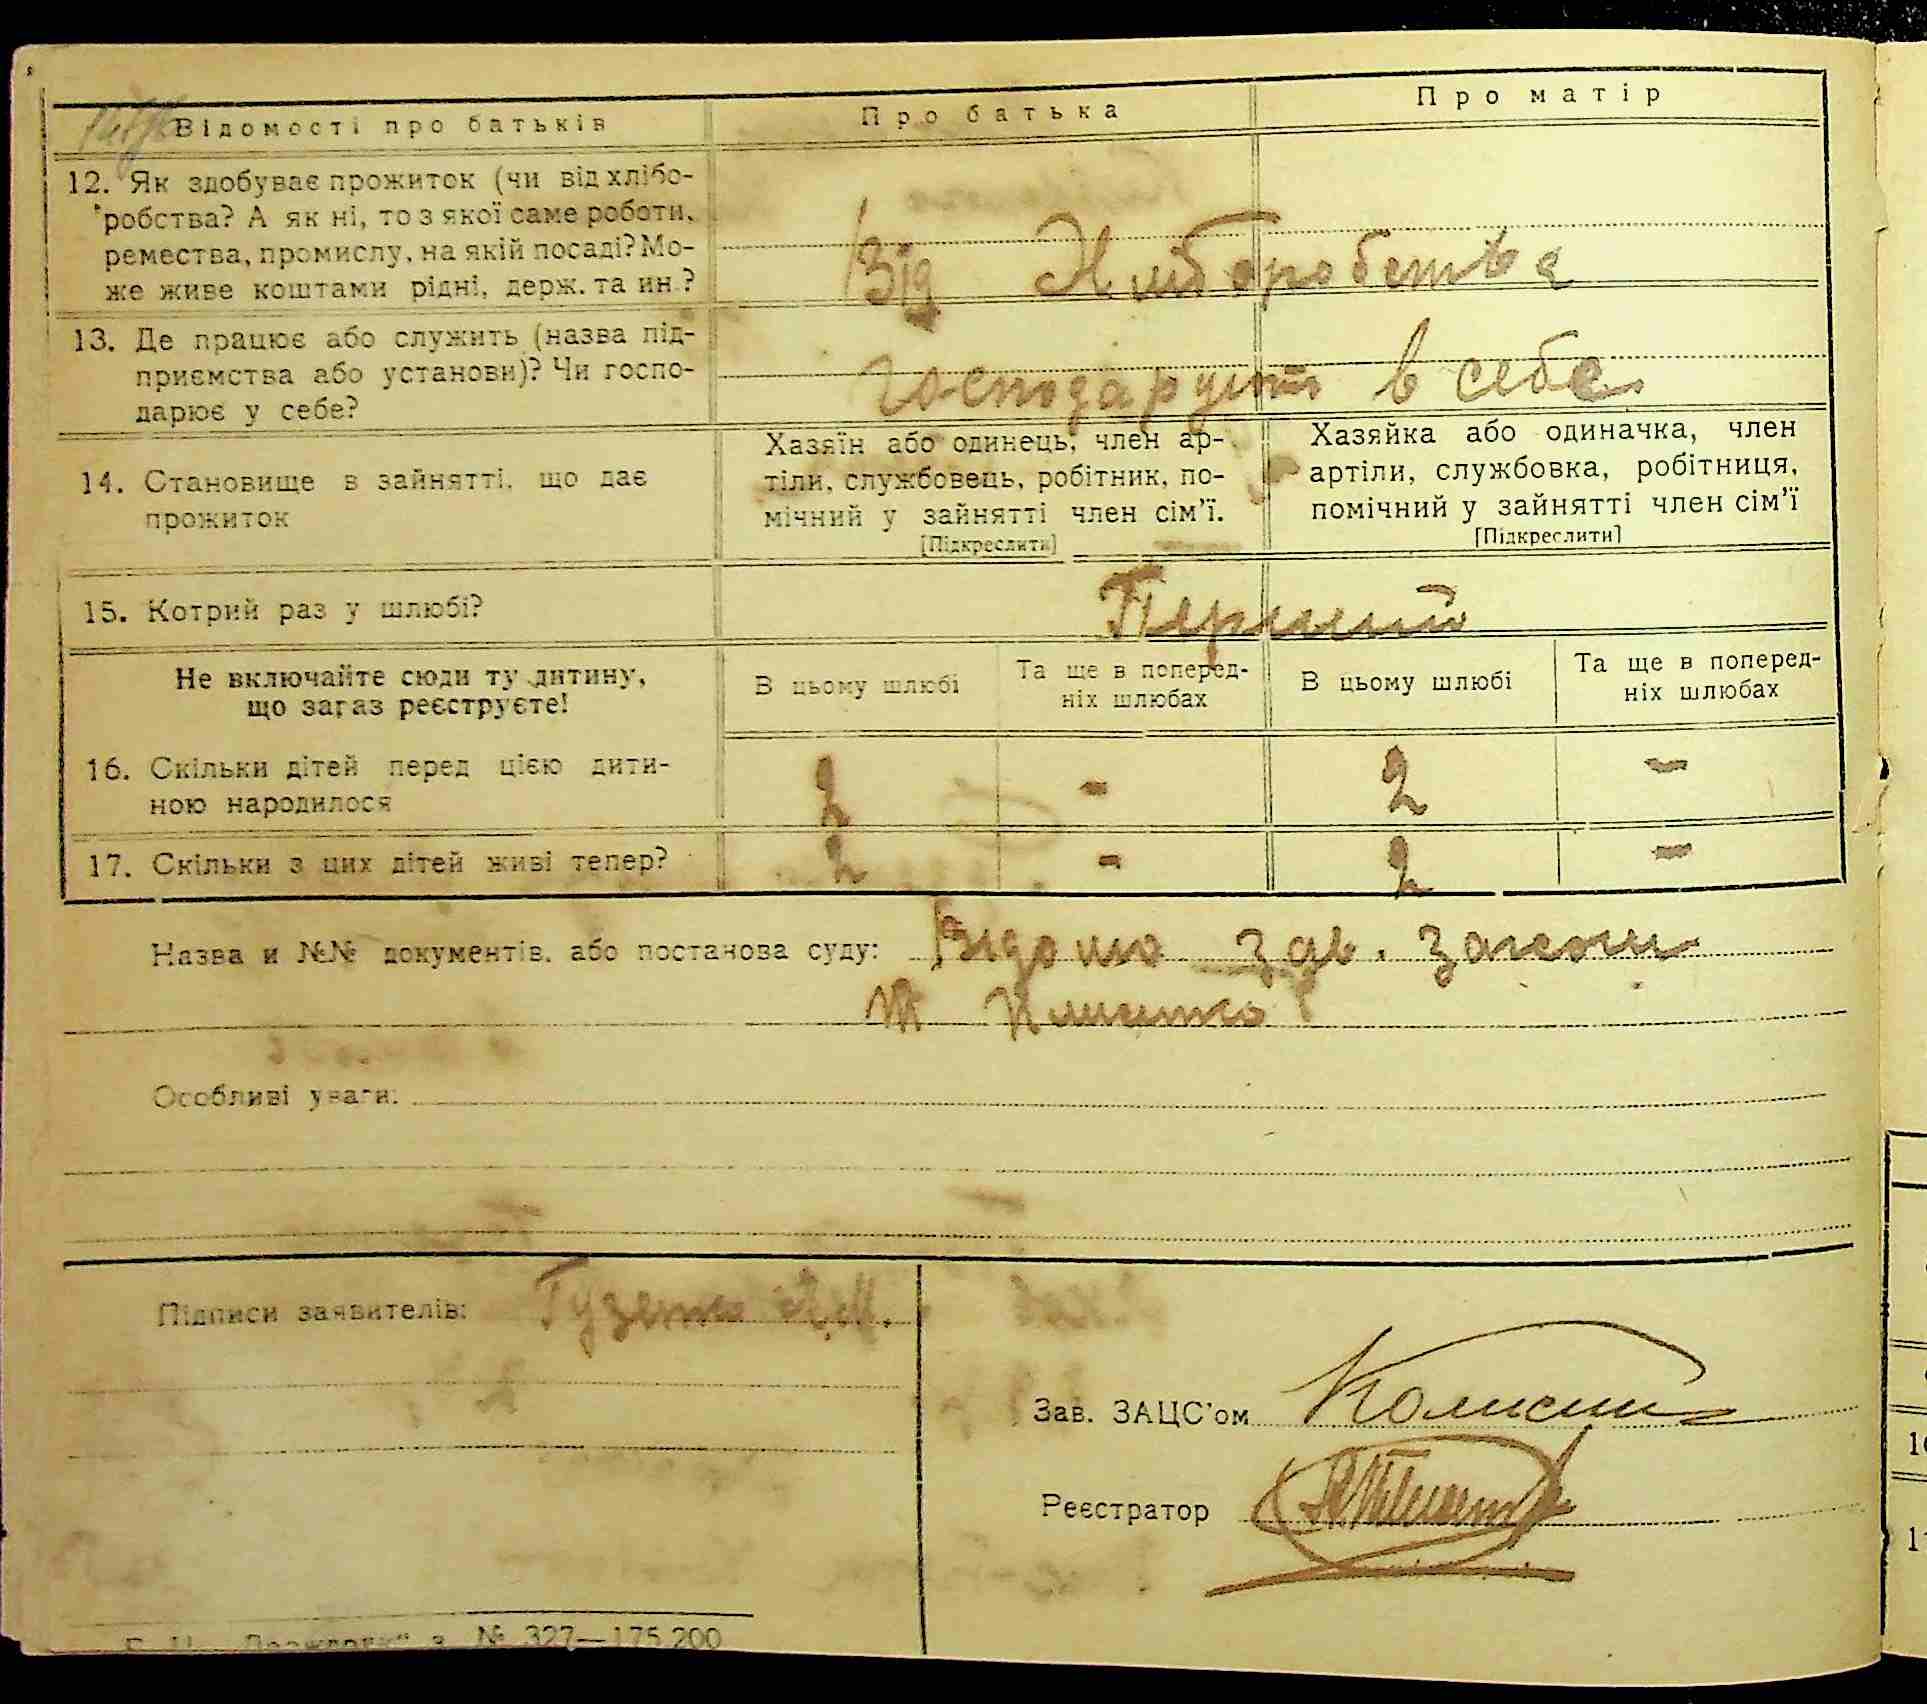 Відомості про батьків
Про батька
Про матір
12. Як здобуває прожиток (чи від хлібо-
робства? А як ні, то з якої саме роботи,
ремества, промислу, на якій посаді? Мо-
же живе коштами рідні, держ. та ин.?
Від Хліборобства
13. Де працює або служить (назва під-
приємства або установи)? Чи госпо-
дарює у себе?
Господарують в себе
14. Становище в зайнятті, що дає
прожиток
Хазяїн або одинець, член ар-
тіли, службовець, робітник, по-
мічний у зайнятті член сім'ї.
[Підкреслити]
Хазяйка або одиначка, член
артіли, службовка, робітниця,
помічний у зайнятті член сім'ї
[Підкреслити]
15. Котрий раз у шлюбі?
Перший
Не включайте сюди ту дитину,
що зараз реєструєте!
В цьому шлюбі
Та ще в поперед-
ніх шлюбах
В цьому шлюбі
Та ще в поперед-
ніх шлюбах
16. Скільки дітей перед цією дити-
ною народилося
2 - 2 -
17. Скільки з цих дітей живі тепер?
2 - 2 -
Назва и №№ документів, або постанова суду: Відомо
Особливі уваги:
Підписи заявителів:
Зав. ЗАЦС'ом
Реєстратор
№ 327—175.200